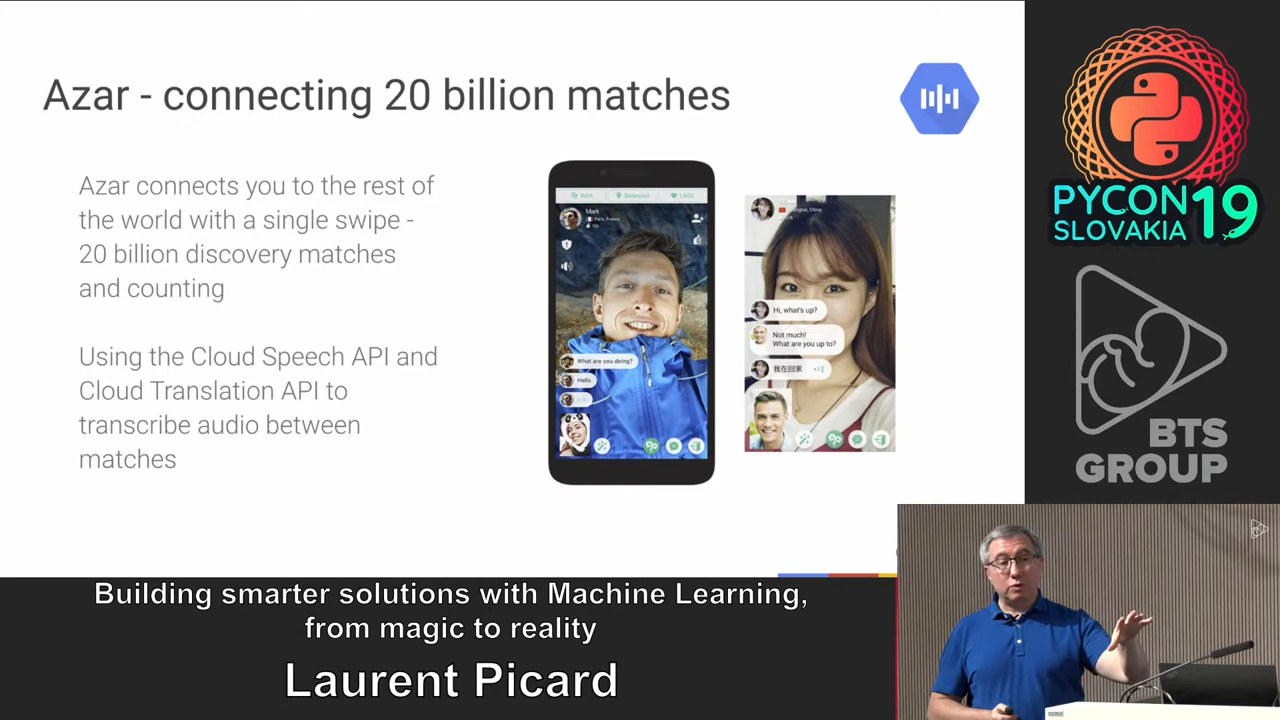 Azar - connecting 20 billion matches
Azar connects you to the rest of
the world with a single swipe -
20 billion discovery matches
and counting
Using the Cloud Speech API and
Cloud Translation API to
transcribe audio between
matches
Mark
Paris, France
What are you doing?
Hello
Hi, what's up?
Not much!
What are you up to?
我在回家
PYCON 19
SLOVAKIA
BTS
GROUP
Building smarter solutions with Machine Learning,
from magic to reality
Laurent Picard